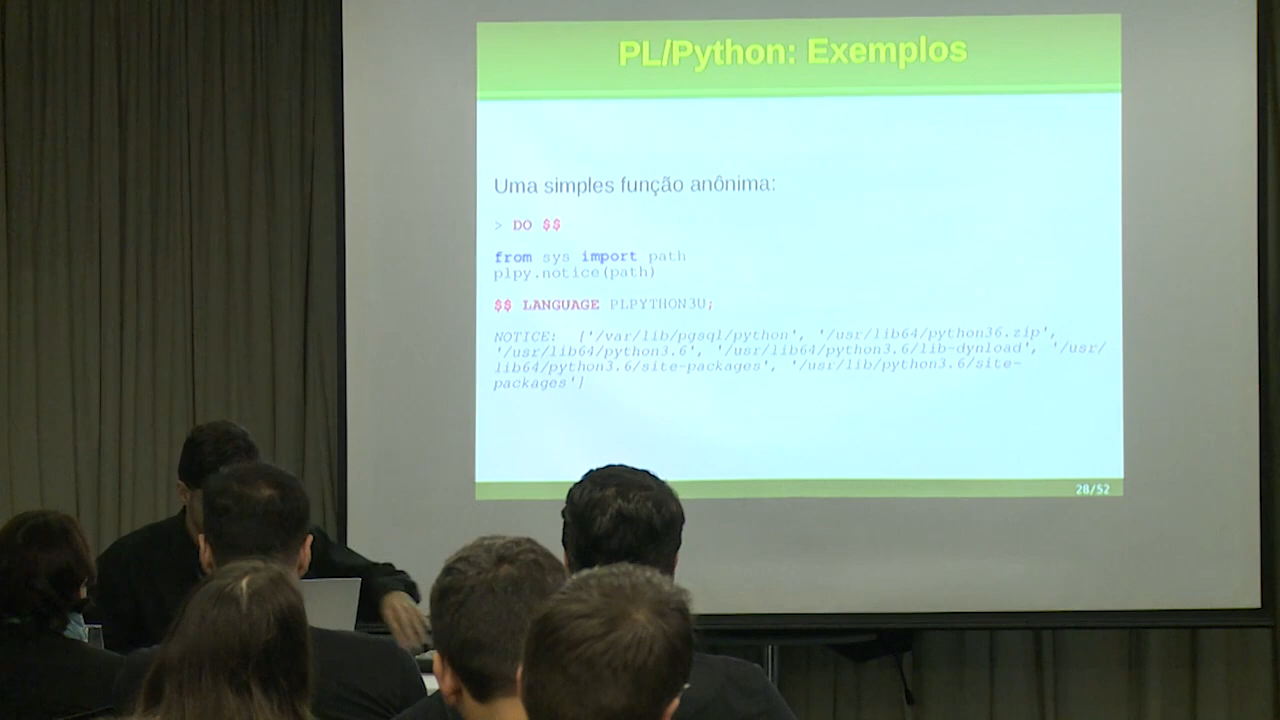 PL/Python: Exemplos
Uma simples função anônima:
> DO $$
from sys import path
plpy.notice(path)
$$ LANGUAGE PLPYTHON3U;
NOTICE:  ['/var/lib/pgsql/python', '/usr/lib64/python36.zip',
'/usr/lib64/python3.6', '/usr/lib64/python3.6/lib-dynload', '/usr/
lib64/python3.6/site-packages', '/usr/lib/python3.6/site-
packages']
28/52